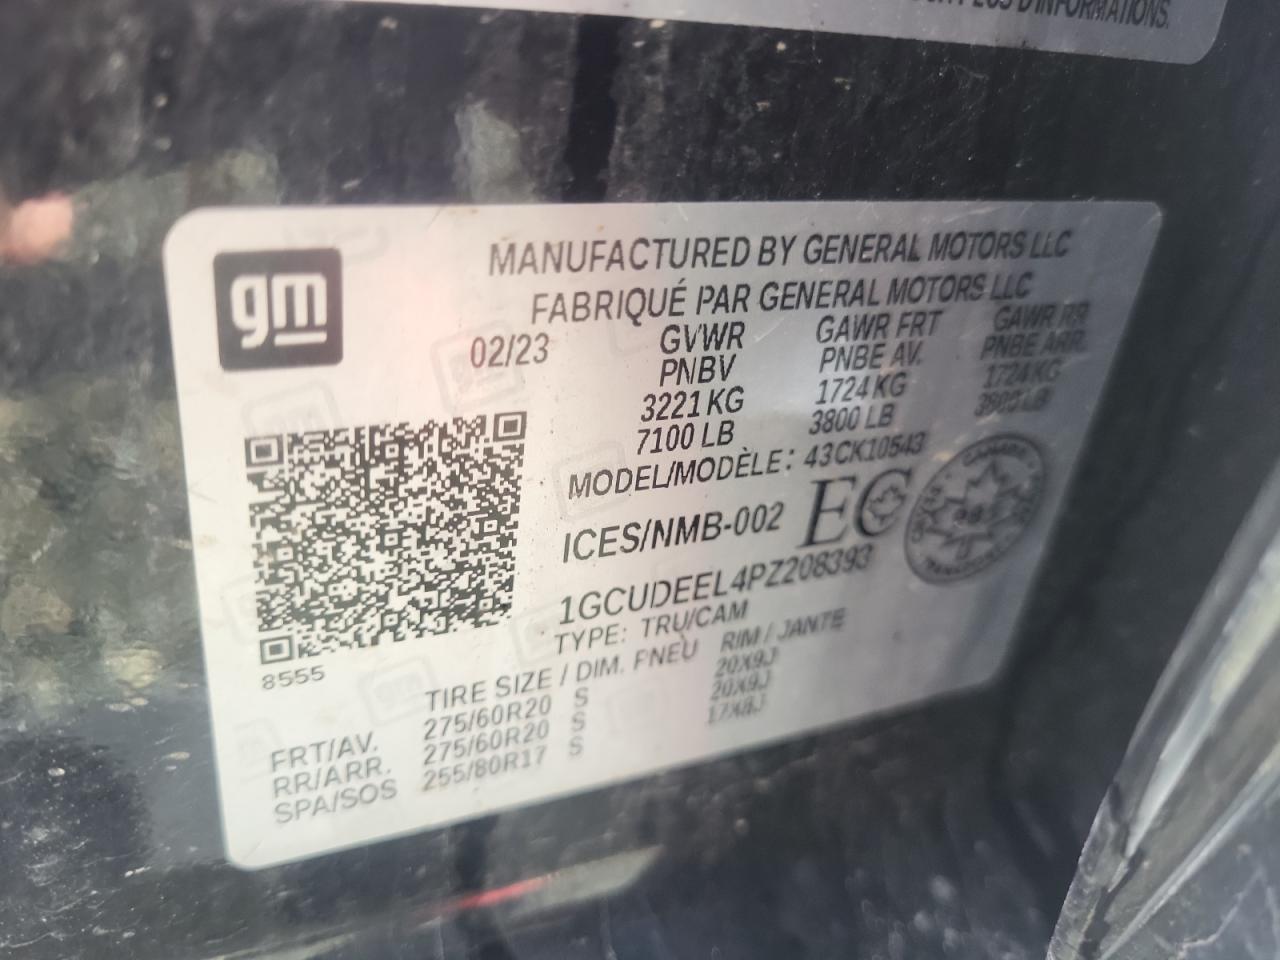 D'INFORMATIONS.
gm
MANUFACTURED BY GENERAL MOTORS LLC
FABRIQUÉ PAR GENERAL MOTORS LLC
02/23 GVWR GAWR FRT GAWR RR
PNBV PNBE AV. PNBE ARR.
3221 KG 1724 KG 1724 KG
7100 LB 3800 LB 3800 LB
MODEL/MODÈLE: 43CK10543
ICES/NMB-002 EC
1GCUDEEL4PZ208393
TYPE: TRU/CAM
8555
TIRE SIZE / DIM. PNEU RIM / JANTE
FRT/AV. 275/60R20 S 20X9J
RR/ARR. 275/60R20 S 20X9J
SPA/SOS 255/80R17 S 17X8J
CANADA